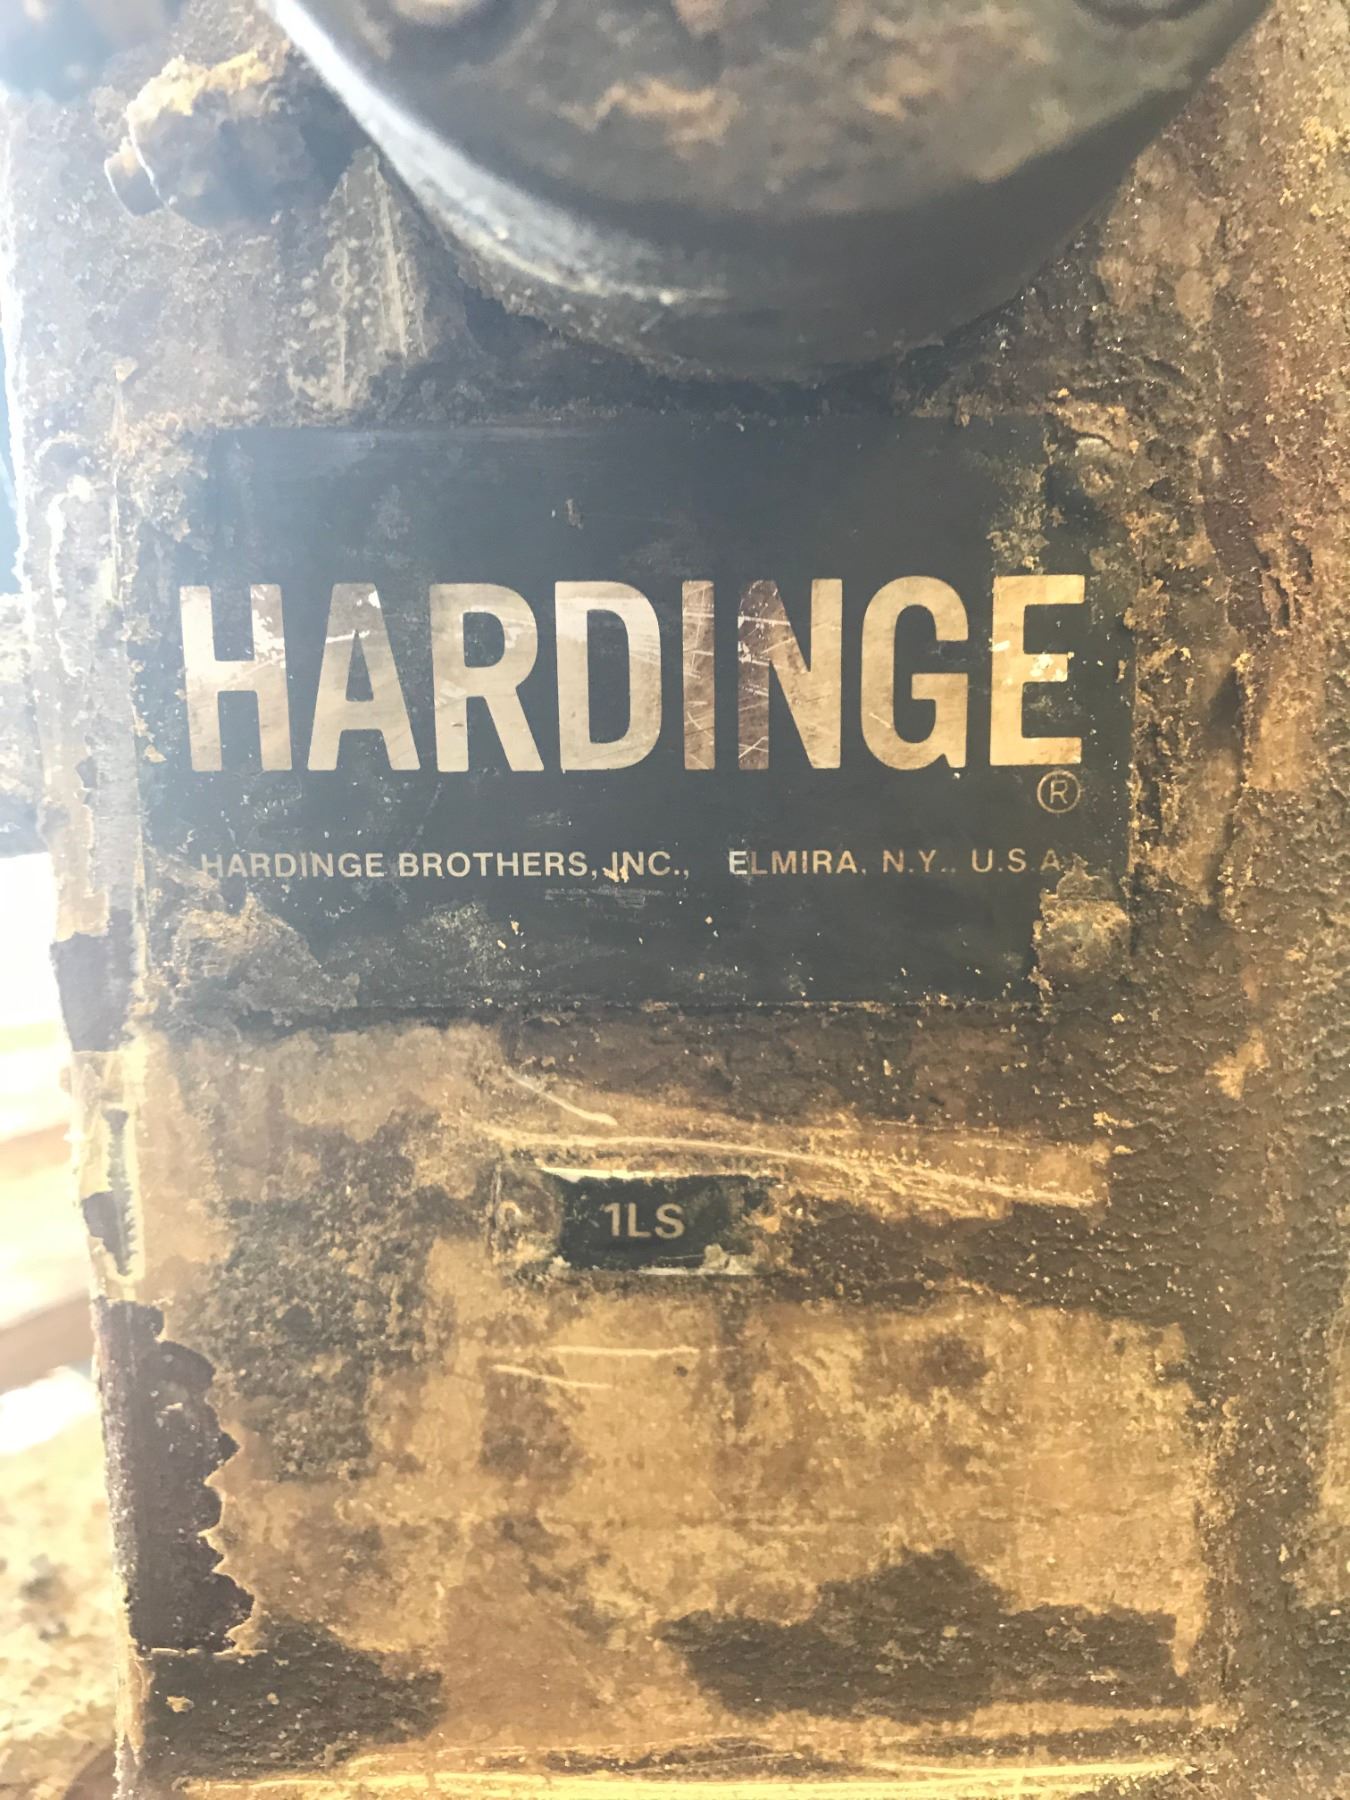 HARDINGE
®
HARDINGE BROTHERS, INC., ELMIRA, N.Y., U.S.A.
1LS